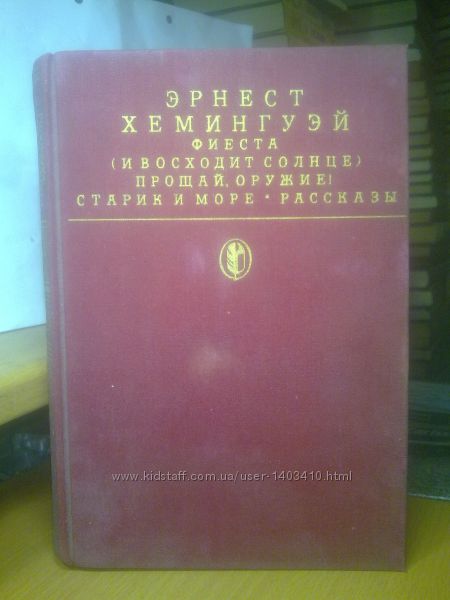 ЭРНЕСТ
ХЕМИНГУЭЙ
ФИЕСТА
(И ВОСХОДИТ СОЛНЦЕ)
ПРОЩАЙ, ОРУЖИЕ!
СТАРИК И МОРЕ * РАССКАЗЫ
www.kidstaff.com.ua/user-1403410.html